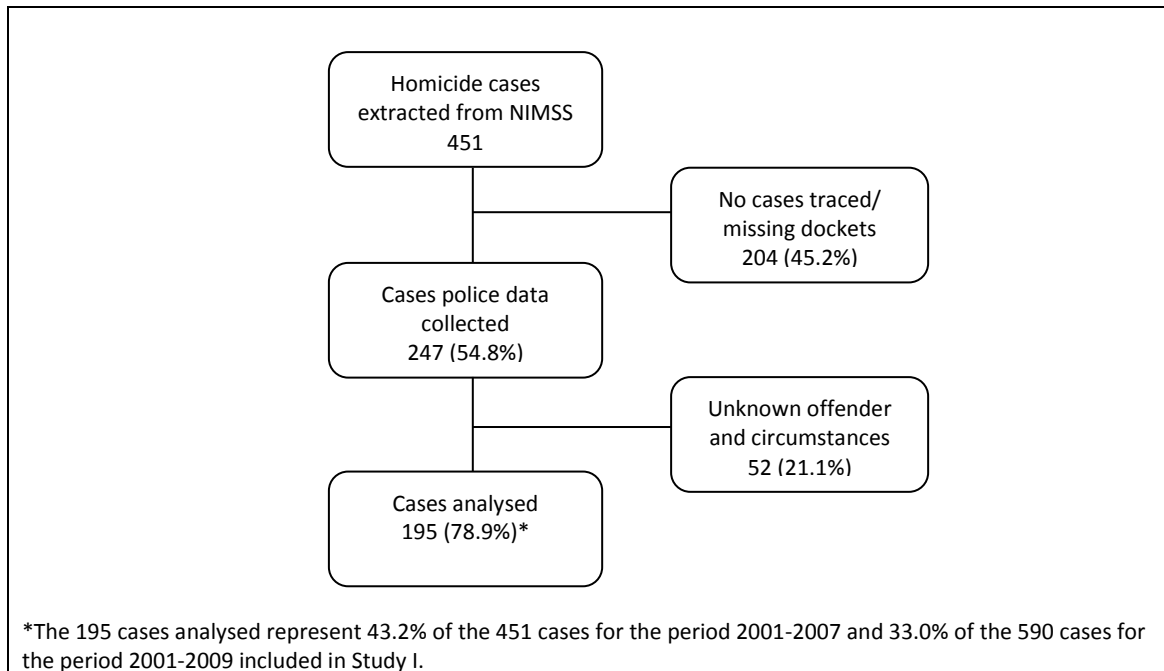 Homicide cases
extracted from NIMSS
451
No cases traced/
missing dockets
204 (45.2%)
Cases police data
collected
247 (54.8%)
Unknown offender
and circumstances
52 (21.1%)
Cases analysed
195 (78.9%)*
*The 195 cases analysed represent 43.2% of the 451 cases for the period 2001-2007 and 33.0% of the 590 cases for
the period 2001-2009 included in Study I.